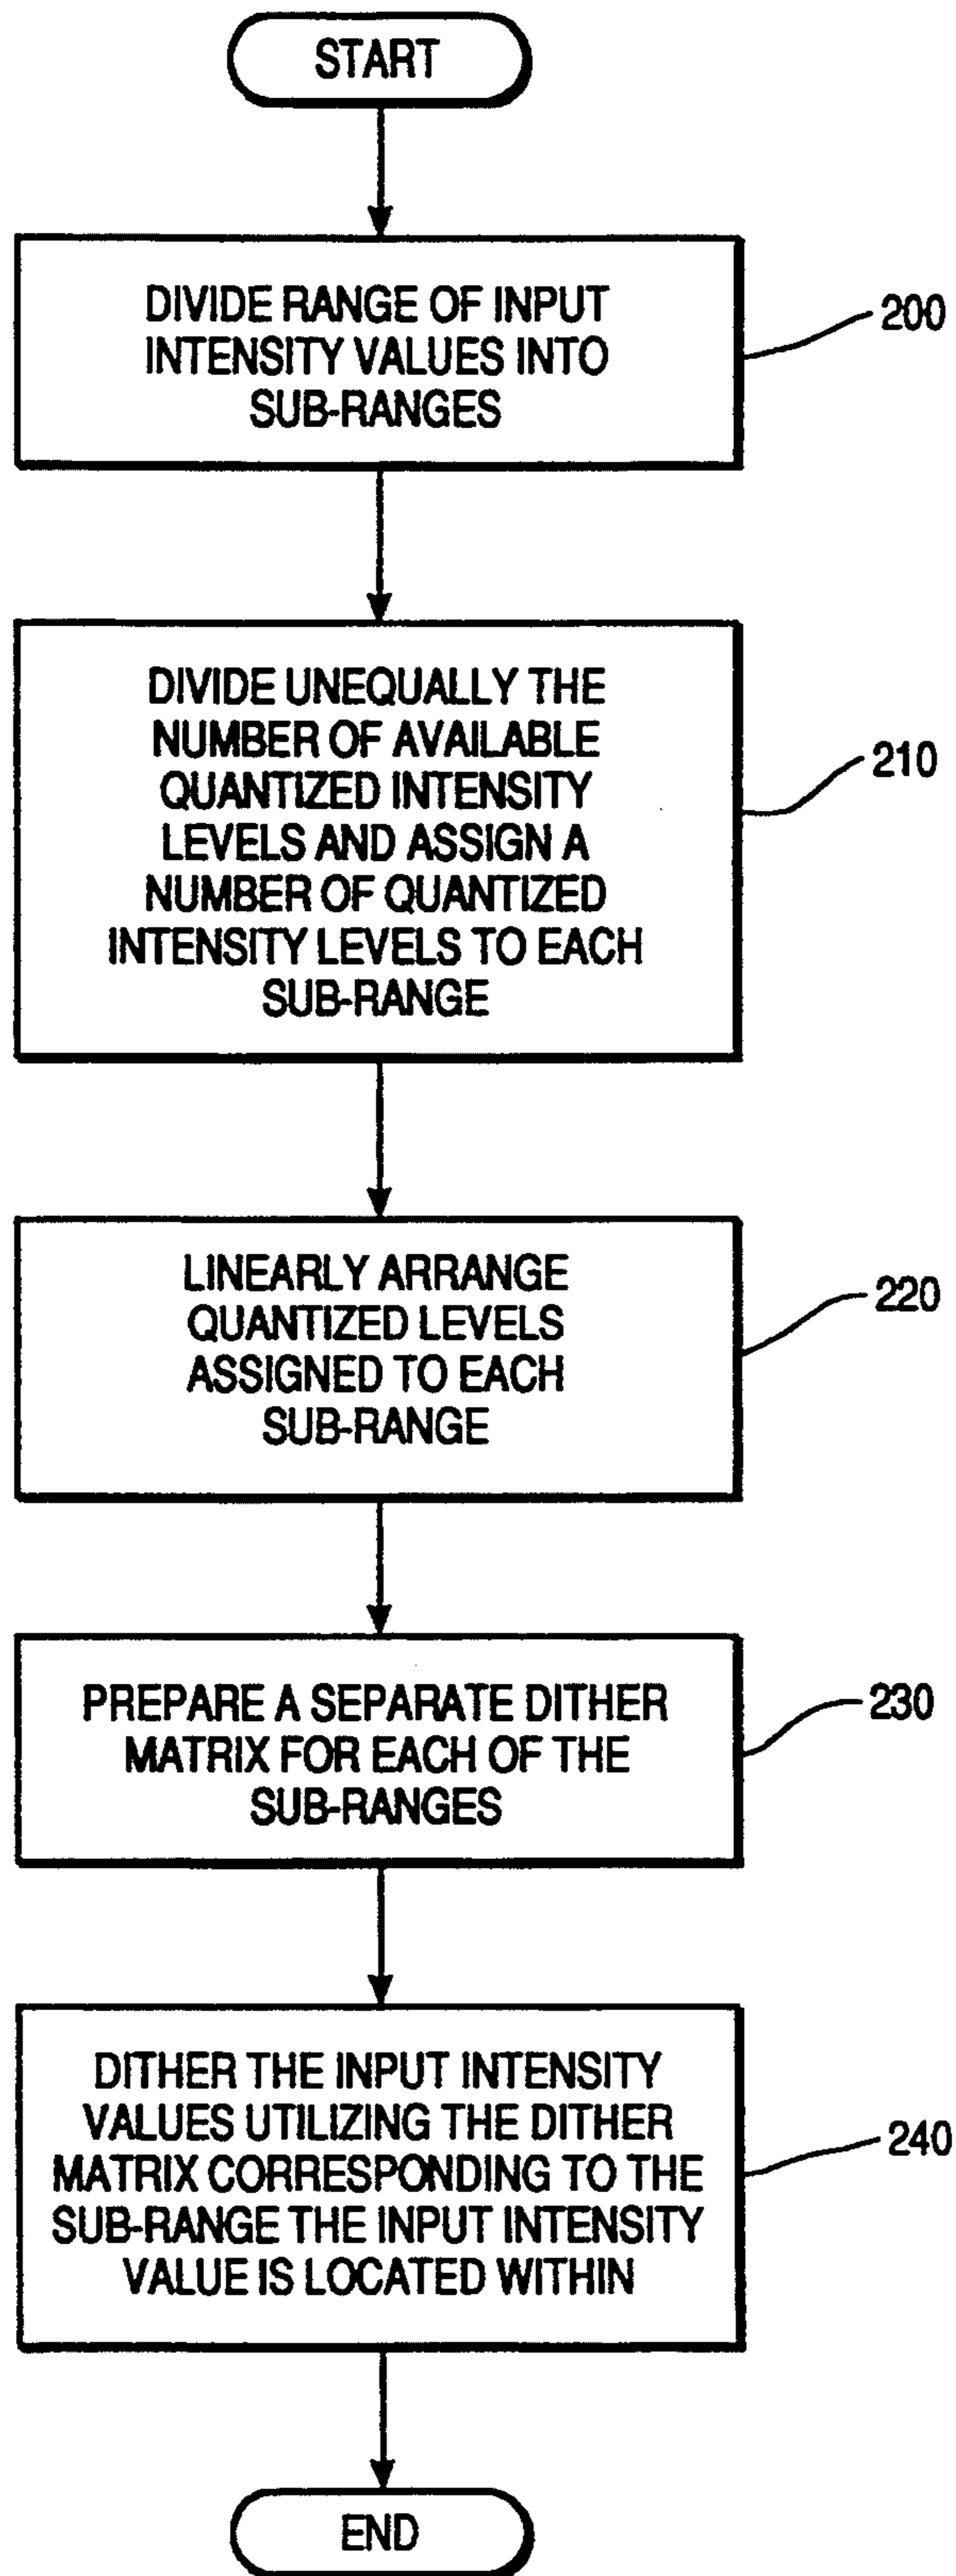 START
DIVIDE RANGE OF INPUT
INTENSITY VALUES INTO
SUB-RANGES
200
DIVIDE UNEQUALLY THE
NUMBER OF AVAILABLE
QUANTIZED INTENSITY
LEVELS AND ASSIGN A
NUMBER OF QUANTIZED
INTENSITY LEVELS TO EACH
SUB-RANGE
210
LINEARLY ARRANGE
QUANTIZED LEVELS
ASSIGNED TO EACH
SUB-RANGE
220
PREPARE A SEPARATE DITHER
MATRIX FOR EACH OF THE
SUB-RANGES
230
DITHER THE INPUT INTENSITY
VALUES UTILIZING THE DITHER
MATRIX CORRESPONDING TO THE
SUB-RANGE THE INPUT INTENSITY
VALUE IS LOCATED WITHIN
240
END